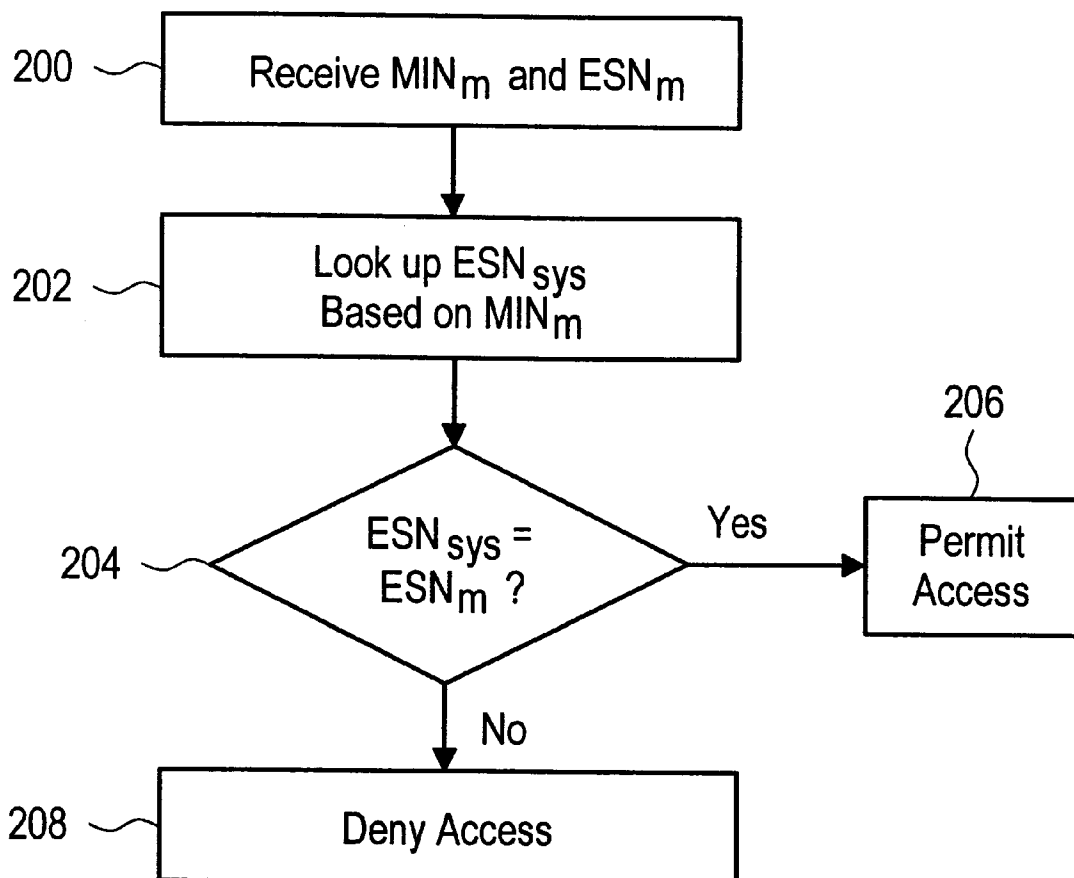 200
Receive MINm and ESNm
202
Look up ESNsys
Based on MINm
206
204
ESNsys =
ESNm ?
Yes
Permit
Access
No
208
Deny Access